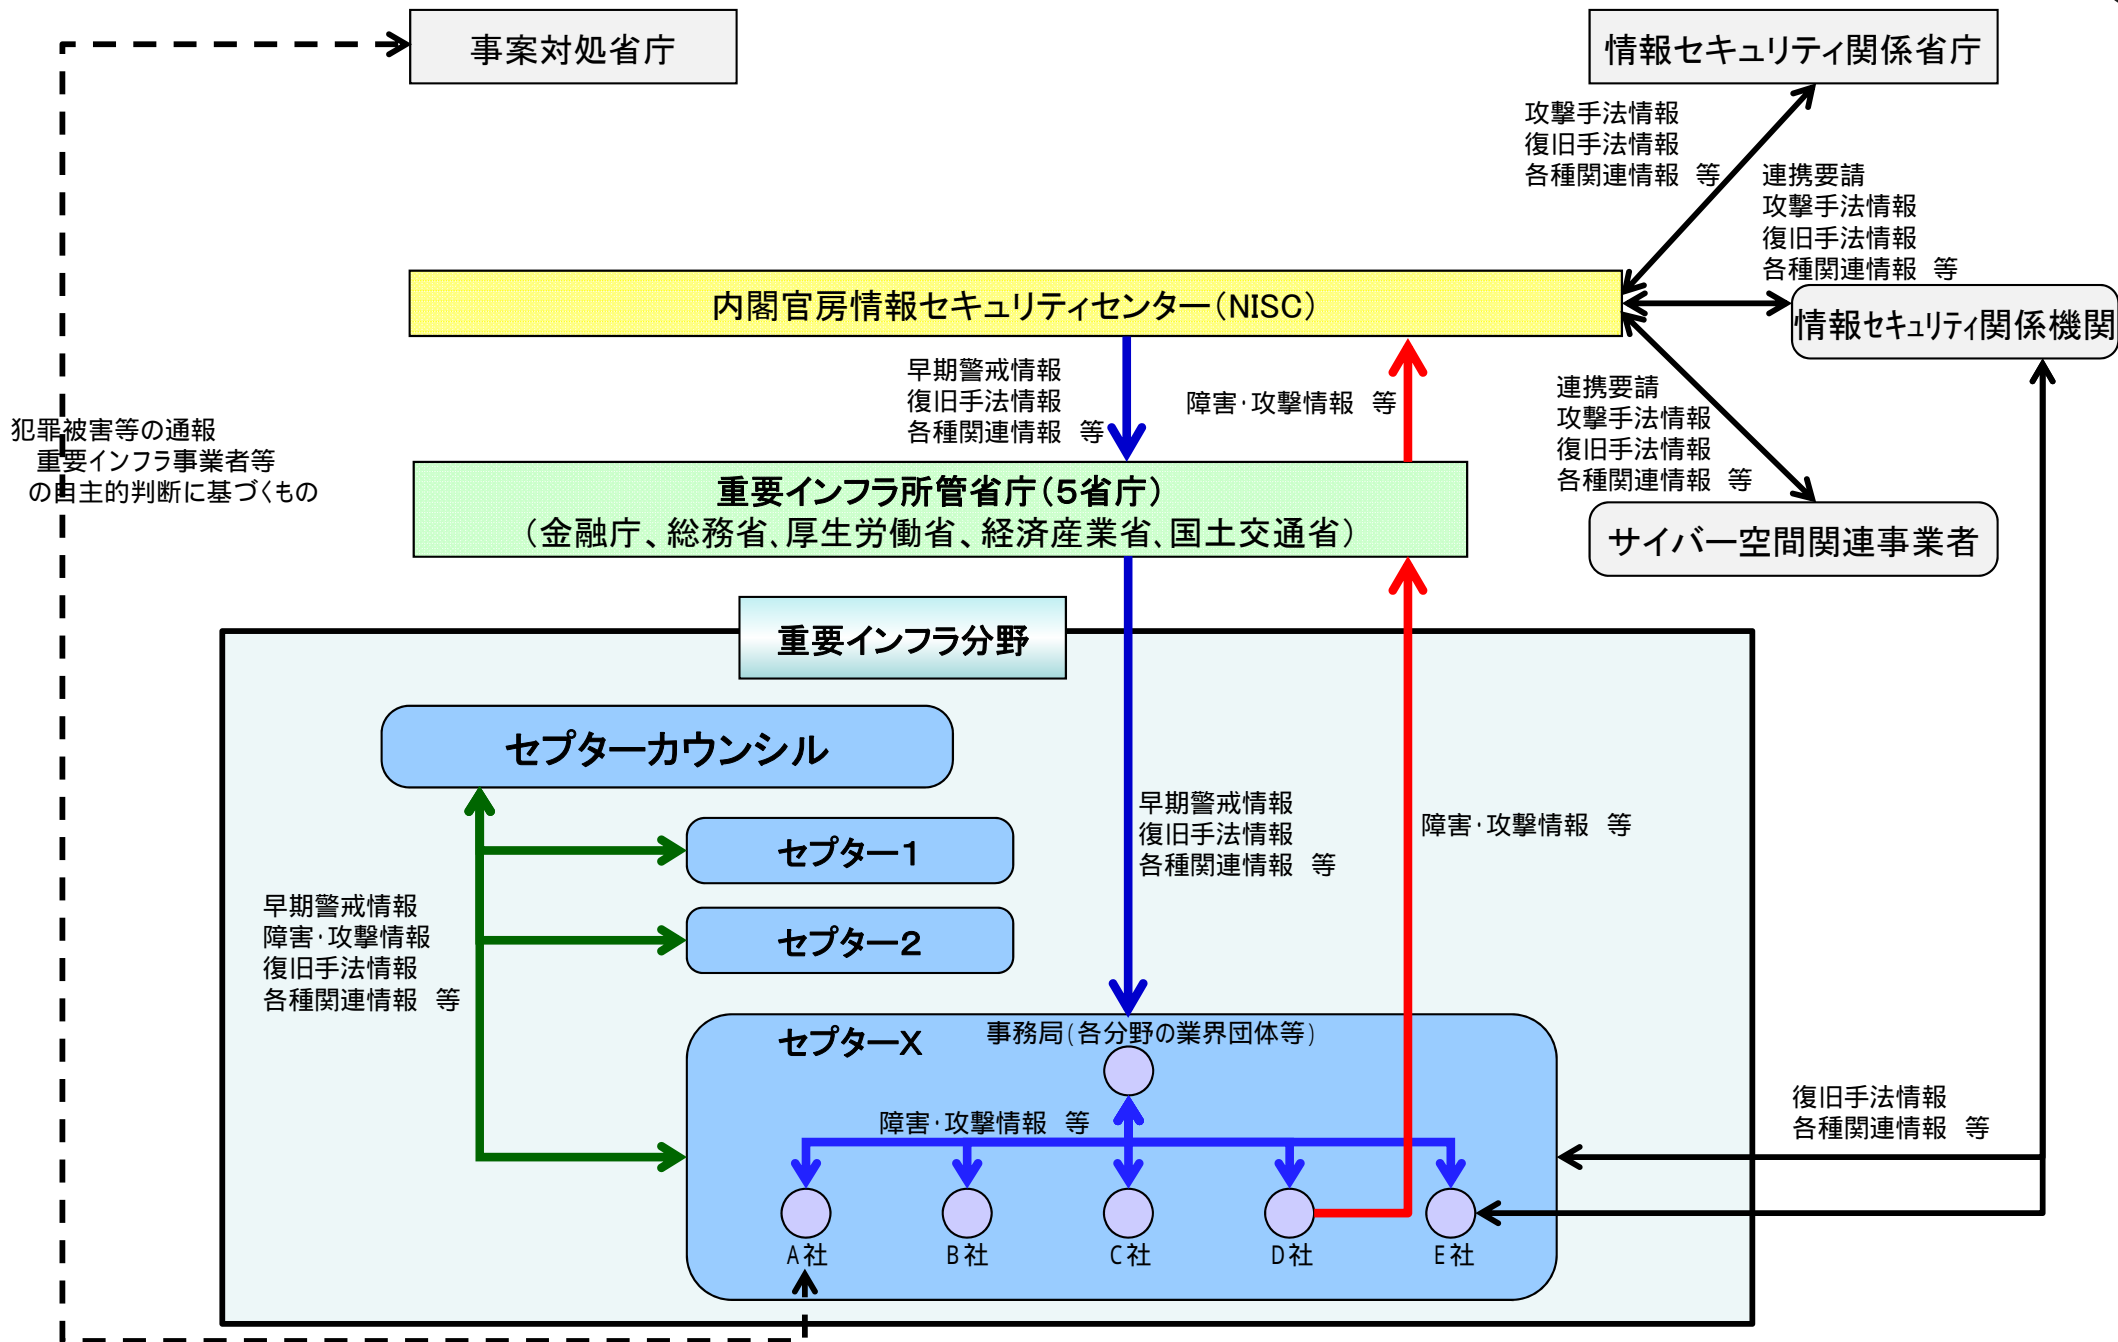 事案対処省庁
情報セキュリティ関係省庁
攻撃手法情報
復旧手法情報
各種関連情報 等
連携要請
攻撃手法情報
復旧手法情報
各種関連情報 等
内閣官房情報セキュリティセンター(NISC)
情報セキュリティ関係機関
早期警戒情報
復旧手法情報
各種関連情報 等
障害・攻撃情報 等
連携要請
攻撃手法情報
復旧手法情報
各種関連情報 等
犯罪被害等の通報
重要インフラ事業者等
の自主的判断に基づくもの
重要インフラ所管省庁(5省庁)
(金融庁、総務省、厚生労働省、経済産業省、国土交通省)
サイバー空間関連事業者
重要インフラ分野
セプターカウンシル
早期警戒情報
復旧手法情報
各種関連情報 等
障害・攻撃情報 等
セプター1
セプター2
早期警戒情報
障害・攻撃情報
復旧手法情報
各種関連情報 等
セプターX
事務局(各分野の業界団体等)
障害・攻撃情報 等
復旧手法情報
各種関連情報 等
A社
B社
C社
D社
E社